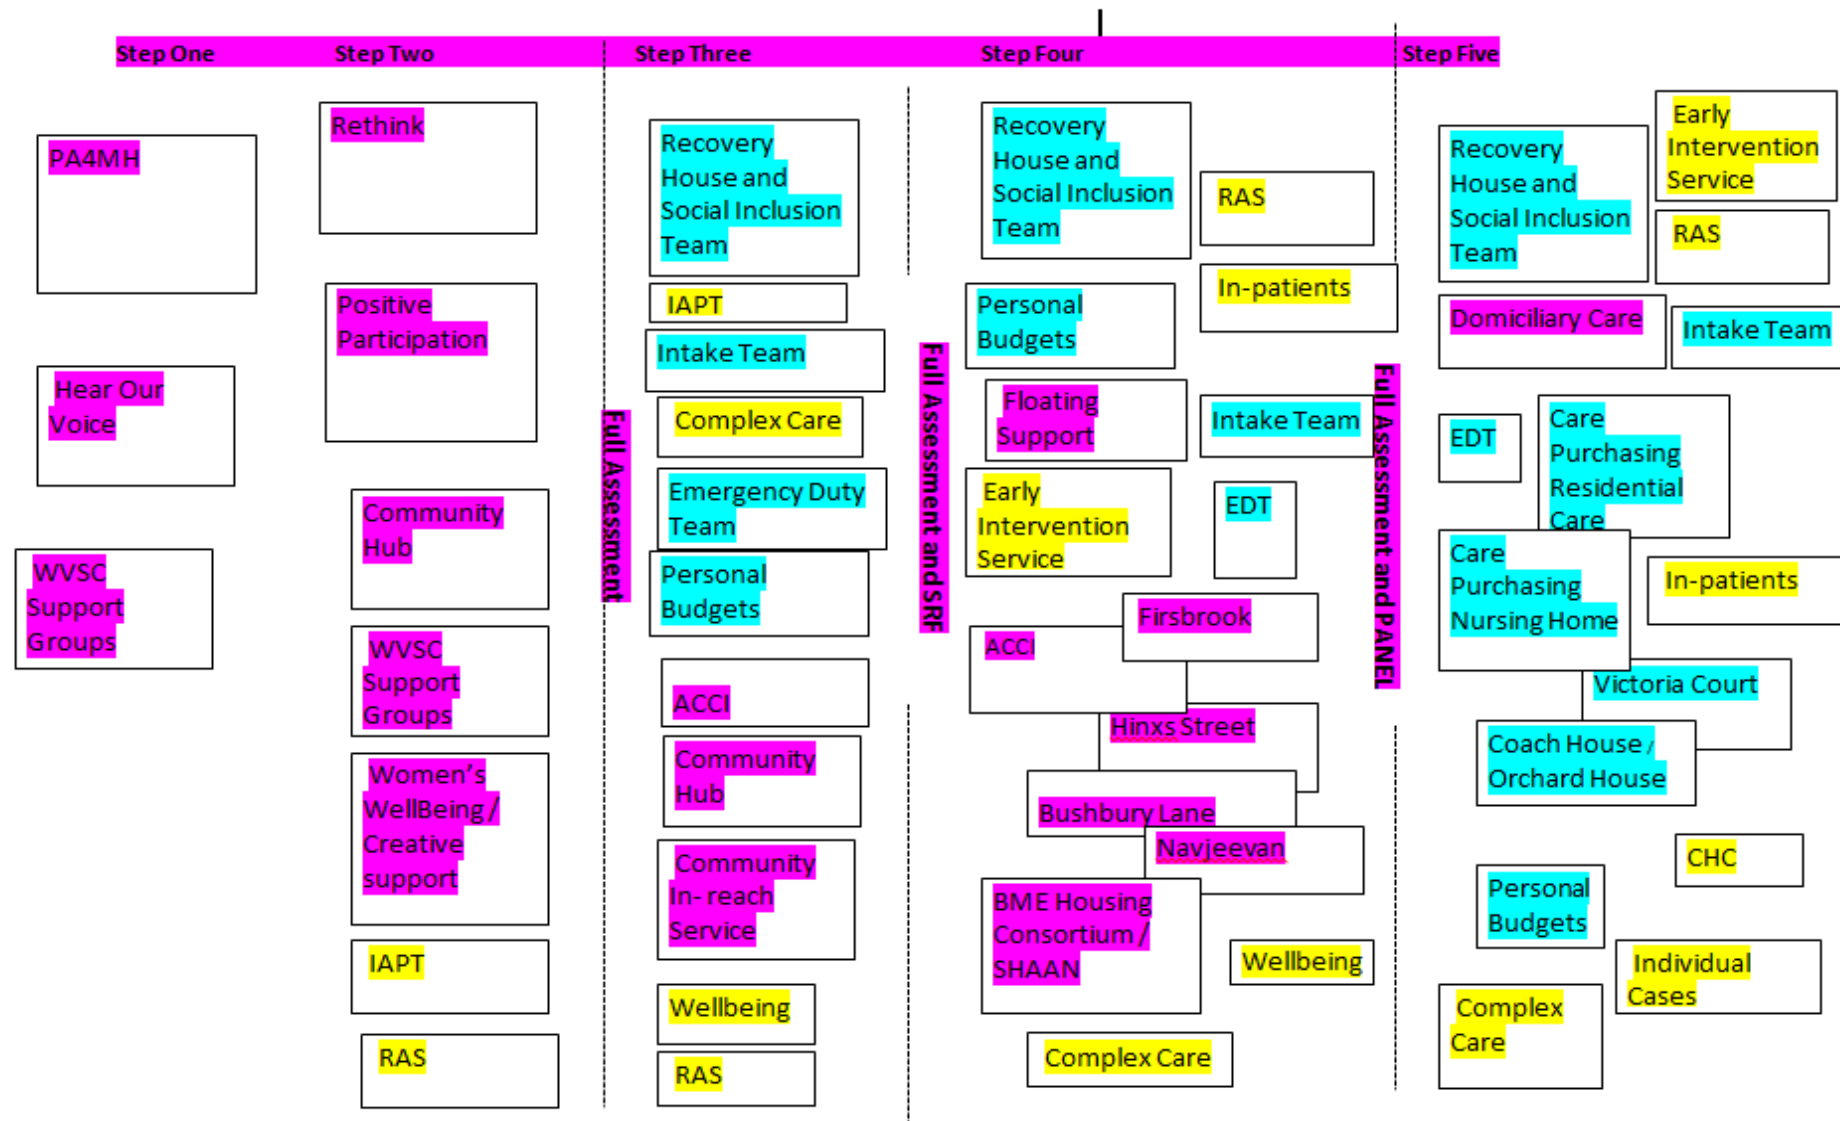 Step One
Step Two
Step Three
Step Four
Step Five
PA4MH
Hear Our
Voice
WVSC
Support
Groups
Rethink
Positive
Participation
Community
Hub
WVSC
Support
Groups
Women's
WellBeing /
Creative
support
IAPT
RAS
Full Assessment
Recovery
House and
Social Inclusion
Team
IAPT
Intake Team
Complex Care
Emergency Duty
Team
Personal
Budgets
ACCI
Community
Hub
Community
In- reach
Service
Wellbeing
RAS
Full Assessment and SRF
Recovery
House and
Social Inclusion
Team
RAS
In-patients
Personal
Budgets
Floating
Support
Intake Team
Early
Intervention
Service
EDT
Firsbrook
ACCI
Hinxs Street
Bushbury Lane
Navjeevan
BME Housing
Consortium /
SHAAN
Wellbeing
Complex Care
Full Assessment and PANEL
Recovery
House and
Social Inclusion
Team
Early
Intervention
Service
RAS
Domiciliary Care
Intake Team
EDT
Care
Purchasing
Residential
Care
Care
Purchasing
Nursing Home
In-patients
Victoria Court
Coach House /
Orchard House
CHC
Personal
Budgets
Individual
Cases
Complex
Care